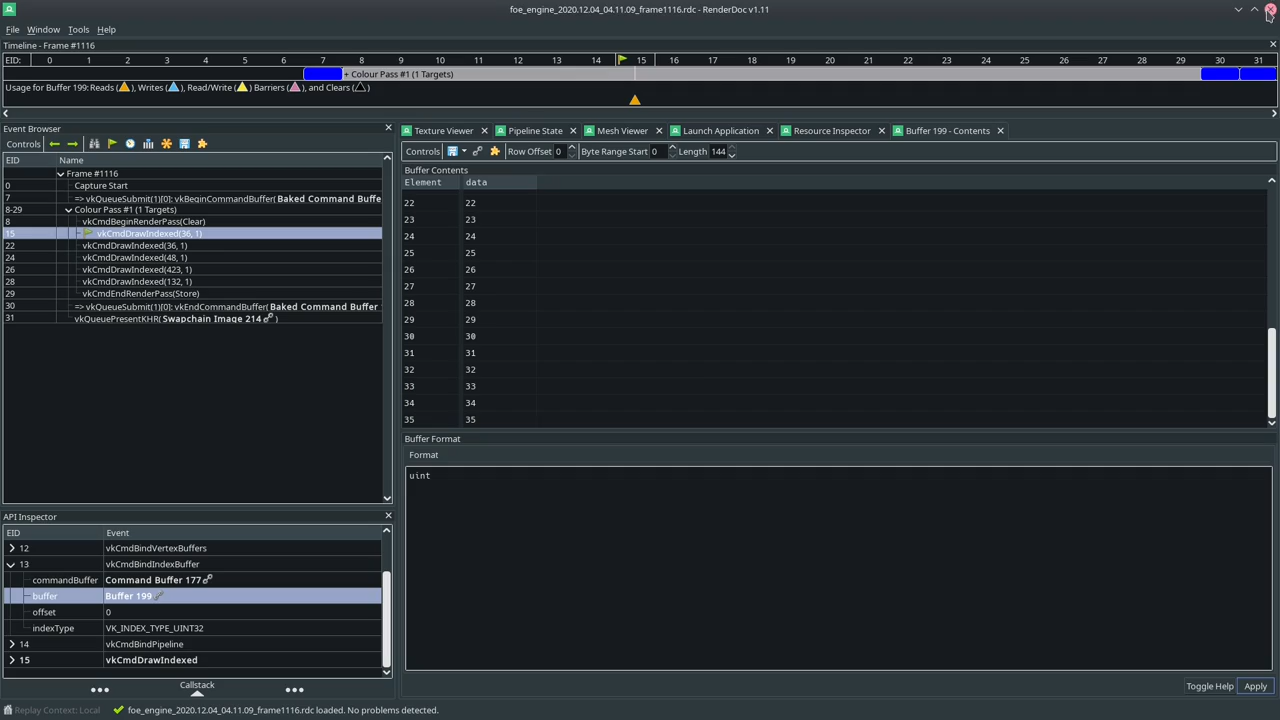 foe_engine_2020.12.04_04.11.09_frame1116.rdc - RenderDoc v1.11
File Window Tools Help
Timeline - Frame #1116
EID: 0 1 2 3 4 5 6 7 8 9 10 11 12 13 14 15 16 17 18 19 20 21 22 23 24 25 26 27 28 29 30 31
+ Colour Pass #1 (1 Targets)
Usage for Buffer 199: Reads ( ), Writes ( ), Read/Write ( ) Barriers ( ), and Clears ( )
Event Browser
Controls
EID Name
Frame #1116
0 Capture Start
7 => vkQueueSubmit(1)[0]: vkBeginCommandBuffer(Baked Command Buffe
8-29 Colour Pass #1 (1 Targets)
8 vkCmdBeginRenderPass(Clear)
15 vkCmdDrawIndexed(36, 1)
22 vkCmdDrawIndexed(36, 1)
24 vkCmdDrawIndexed(48, 1)
26 vkCmdDrawIndexed(423, 1)
28 vkCmdDrawIndexed(132, 1)
29 vkCmdEndRenderPass(Store)
30 => vkQueueSubmit(1)[0]: vkEndCommandBuffer(Baked Command Buffer
31 vkQueuePresentKHR(Swapchain Image 214 )
API Inspector
EID Event
12 vkCmdBindVertexBuffers
13 vkCmdBindIndexBuffer
commandBuffer Command Buffer 177
buffer Buffer 199
offset 0
indexType VK_INDEX_TYPE_UINT32
14 vkCmdBindPipeline
15 vkCmdDrawIndexed
Callstack
Texture Viewer Pipeline State Mesh Viewer Launch Application Resource Inspector Buffer 199 - Contents
Controls Row Offset 0 Byte Range Start 0 Length 144
Buffer Contents
Element data
22 22
23 23
24 24
25 25
26 26
27 27
28 28
29 29
30 30
31 31
32 32
33 33
34 34
35 35
Buffer Format
Format
uint
Toggle Help Apply
Replay Context: Local foe_engine_2020.12.04_04.11.09_frame1116.rdc loaded. No problems detected.